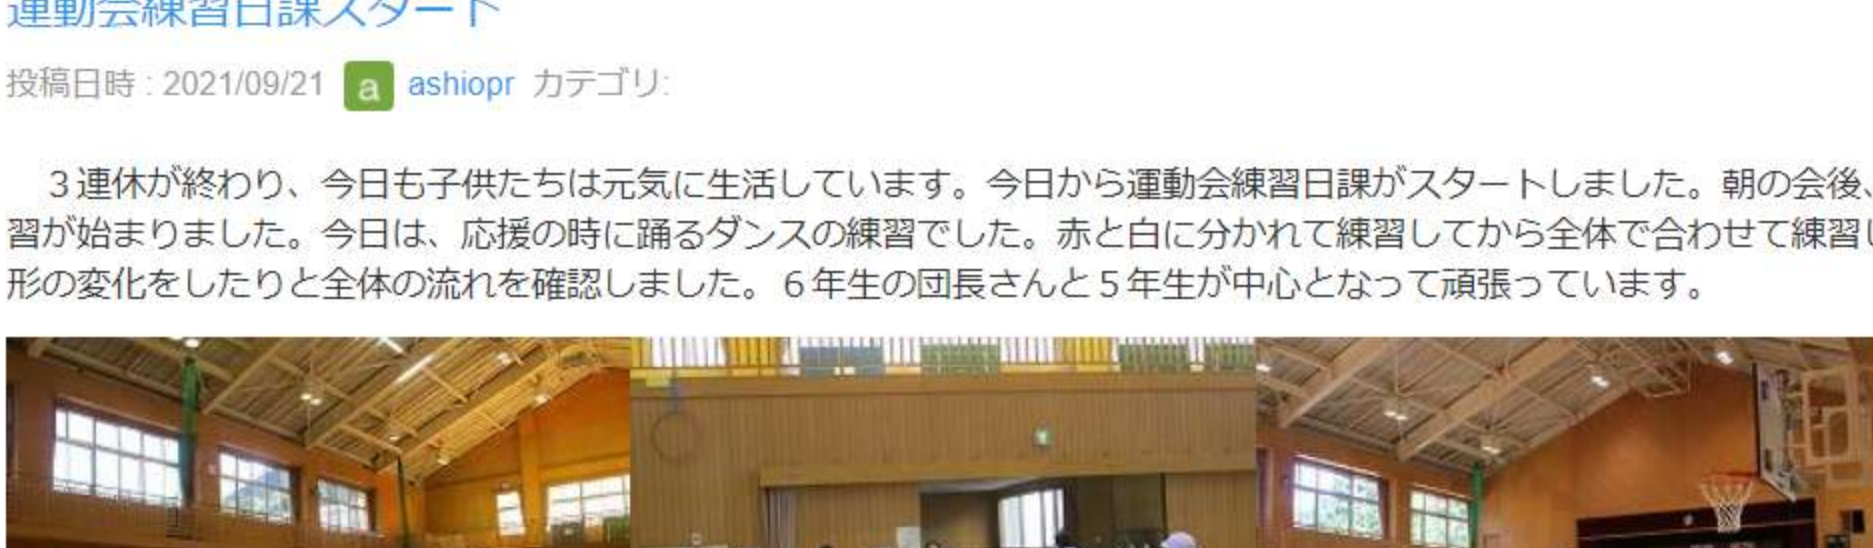 運動会練習日課スタート
投稿日時 : 2021/09/21 a ashiopr カテゴリ:
３連休が終わり、今日も子供たちは元気に生活しています。今日から運動会練習日課がスタートしました。朝の会後、
習が始まりました。今日は、応援の時に踊るダンスの練習でした。赤と白に分かれて練習してから全体で合わせて練習し
形の変化をしたりと全体の流れを確認しました。６年生の団長さんと５年生が中心となって頑張っています。